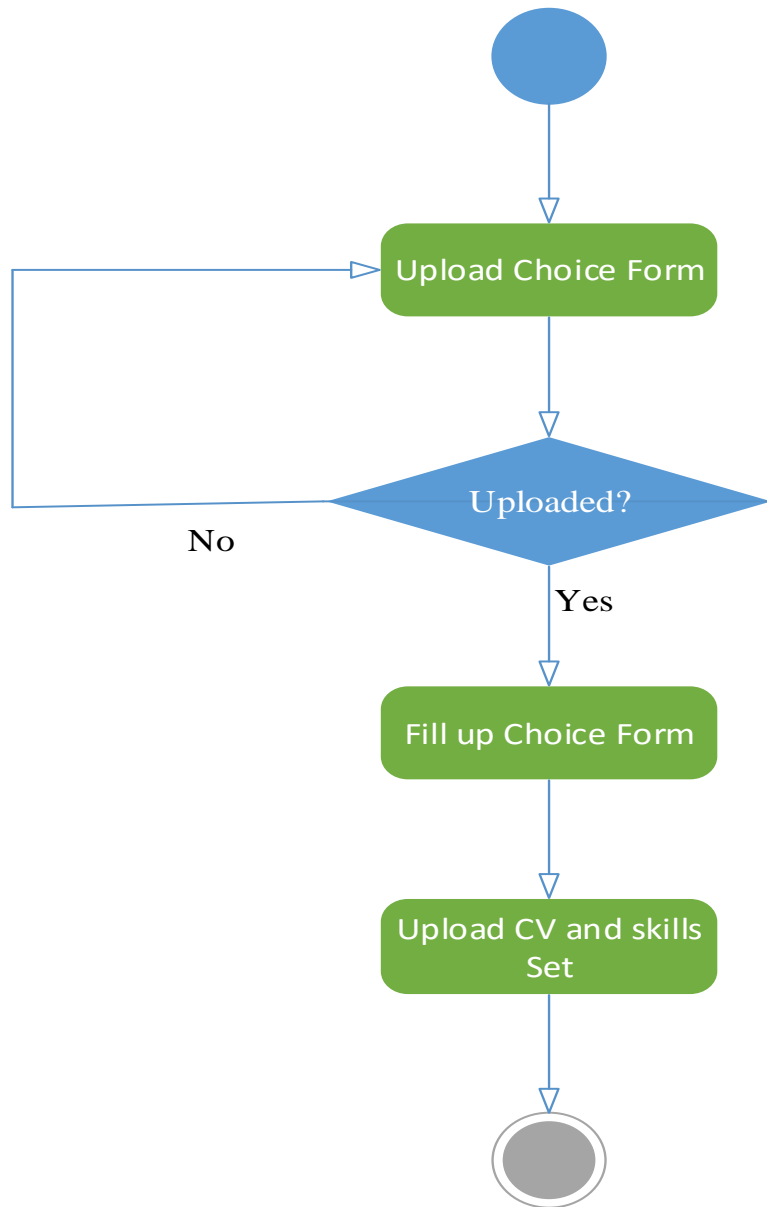 Upload Choice Form
Uploaded?
No
Yes
Fill up Choice Form
Upload CV and skills
Set